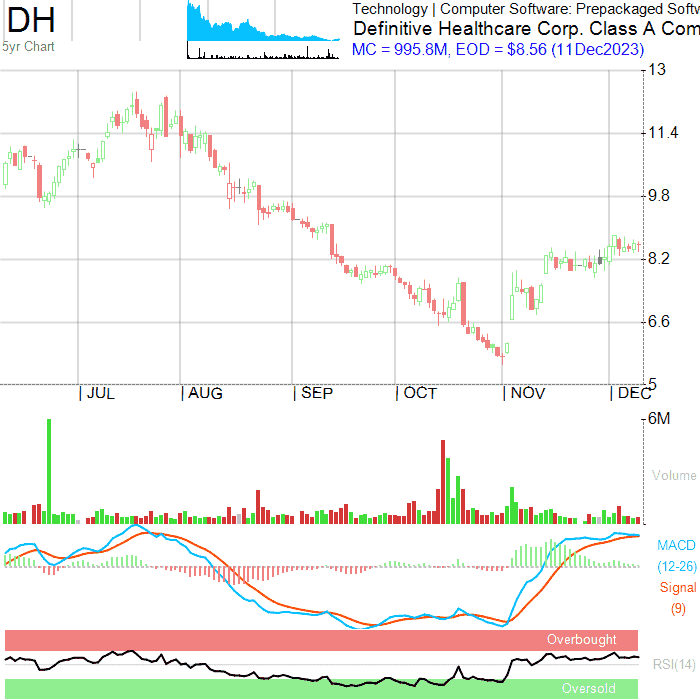 DH
5yr Chart
Technology | Computer Software: Prepackaged Softw
Definitive Healthcare Corp. Class A Com
MC = 995.8M, EOD = $8.56 (11Dec2023)
13
11.4
9.8
8.2
6.6
5
JUL AUG SEP OCT NOV DEC
6M
Volume
MACD
(12-26)
Signal
(9)
Overbought
RSI(14)
Oversold